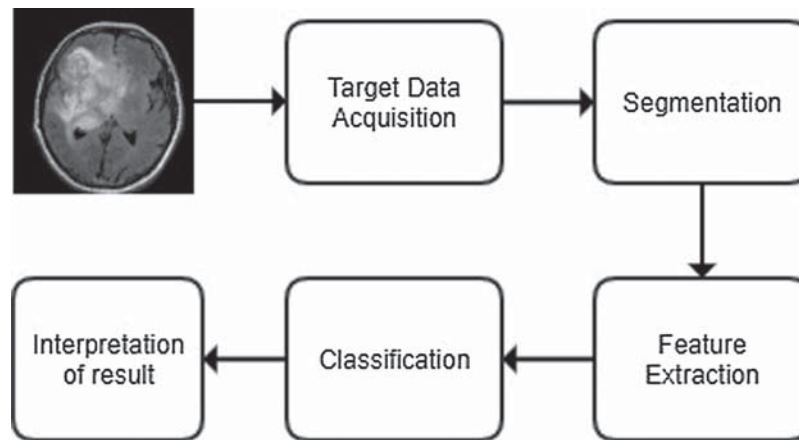 Target Data
Acquisition
Segmentation
Feature
Extraction
Classification
Interpretation
of result